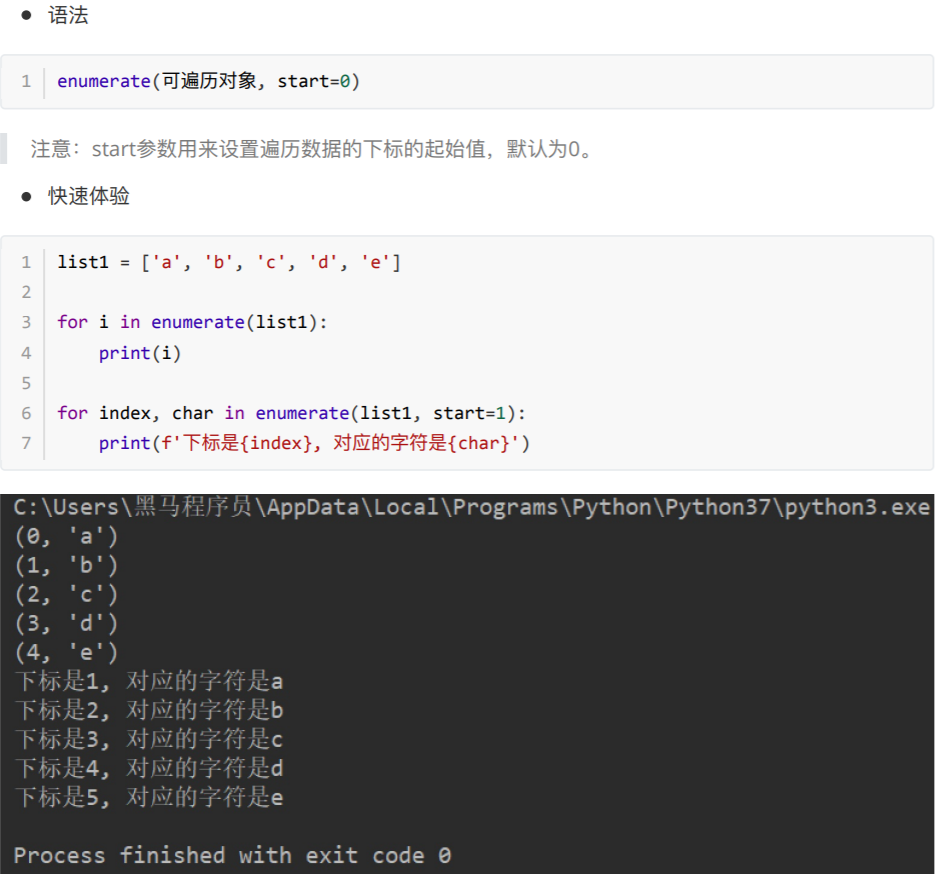 语法
1 enumerate(可遍历对象, start=0)
注意：start参数用来设置遍历数据的下标的起始值，默认为0。
快速体验
1 list1 = ['a', 'b', 'c', 'd', 'e']
2
3 for i in enumerate(list1):
4     print(i)
5
6 for index, char in enumerate(list1, start=1):
7     print(f'下标是{index}, 对应的字符是{char}')
C:\Users\黑马程序员\AppData\Local\Programs\Python\Python37\python3.exe
(0, 'a')
(1, 'b')
(2, 'c')
(3, 'd')
(4, 'e')
下标是1, 对应的字符是a
下标是2, 对应的字符是b
下标是3, 对应的字符是c
下标是4, 对应的字符是d
下标是5, 对应的字符是e
Process finished with exit code 0